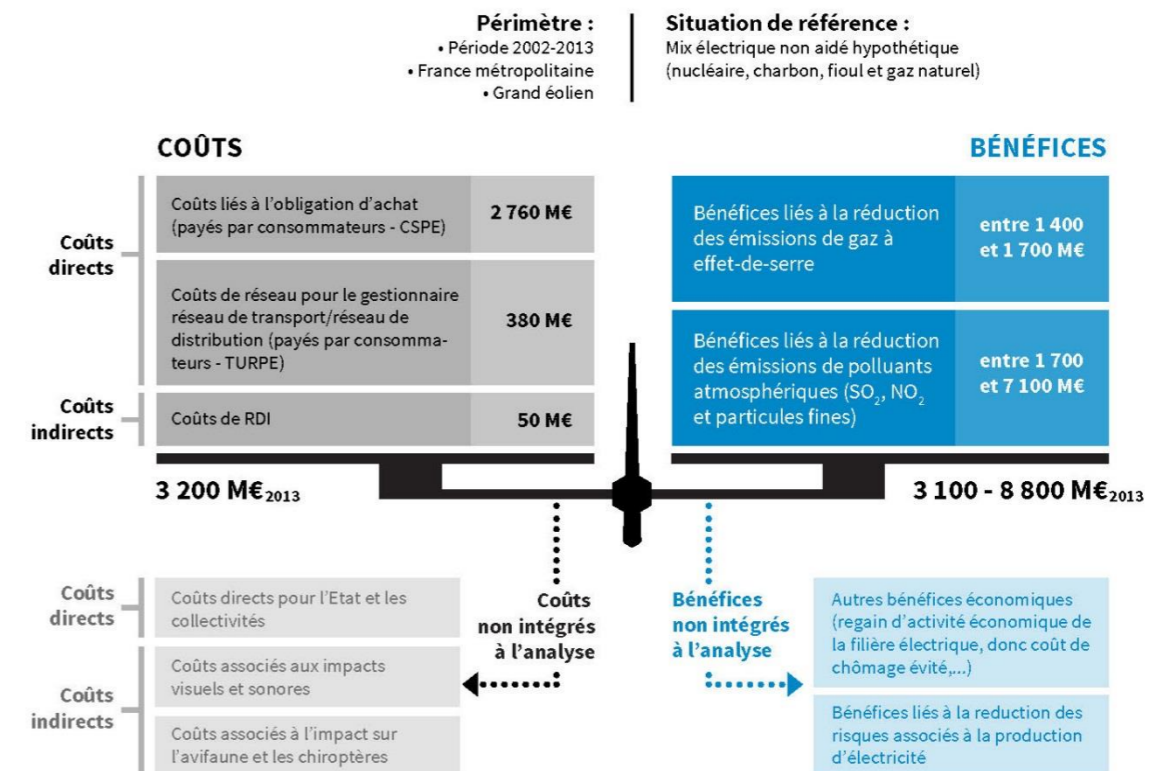 Périmètre :
• Période 2002-2013
• France métropolitaine
• Grand éolien
Situation de référence :
Mix électrique non aidé hypothétique
(nucléaire, charbon, fioul et gaz naturel)
COÛTS
Coûts
directs
Coûts liés à l'obligation d'achat
(payés par consommateurs - CSPE)
2 760 M€
Coûts de réseau pour le gestionnaire
réseau de transport/réseau de
distribution (payés par consomma-
teurs - TURPE)
380 M€
Coûts
indirects
Coûts de RDI
50 M€
3 200 M€2013
BÉNÉFICES
Bénéfices liés à la réduction
des émissions de gaz à
effet-de-serre
entre 1 400
et 1 700 M€
Bénéfices liés à la réduction
des émissions de polluants
atmosphériques (SO2, NO2
et particules fines)
entre 1 700
et 7 100 M€
3 100 - 8 800 M€2013
Coûts
directs
Coûts directs pour l'Etat et les
collectivités
Coûts
indirects
Coûts associés aux impacts
visuels et sonores
Coûts associés à l'impact sur
l'avifaune et les chiroptères
Coûts
non intégrés
à l'analyse
Bénéfices
non intégrés
à l'analyse
Autres bénéfices économiques
(regain d'activité économique de
la filière électrique, donc coût de
chômage évité,...)
Bénéfices liés à la reduction des
risques associés à la production
d'électricité